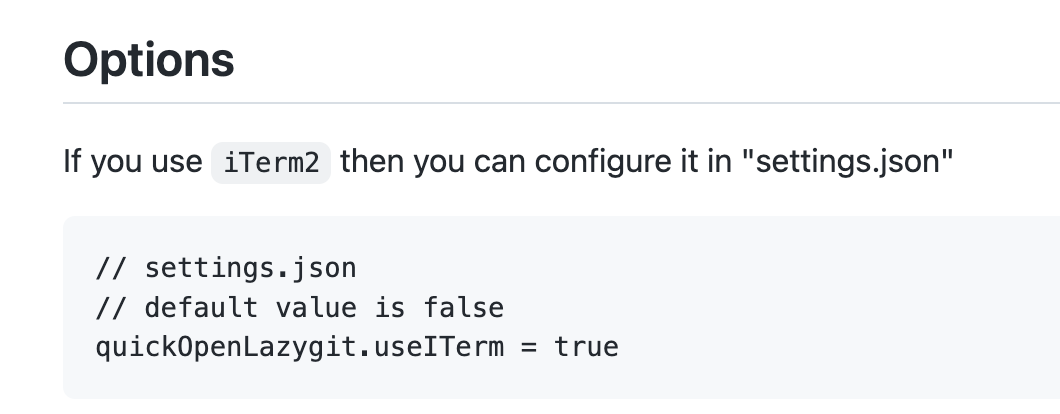 Options
If you use iTerm2 then you can configure it in "settings.json"
// settings.json
// default value is false
quickOpenLazygit.useITerm = true